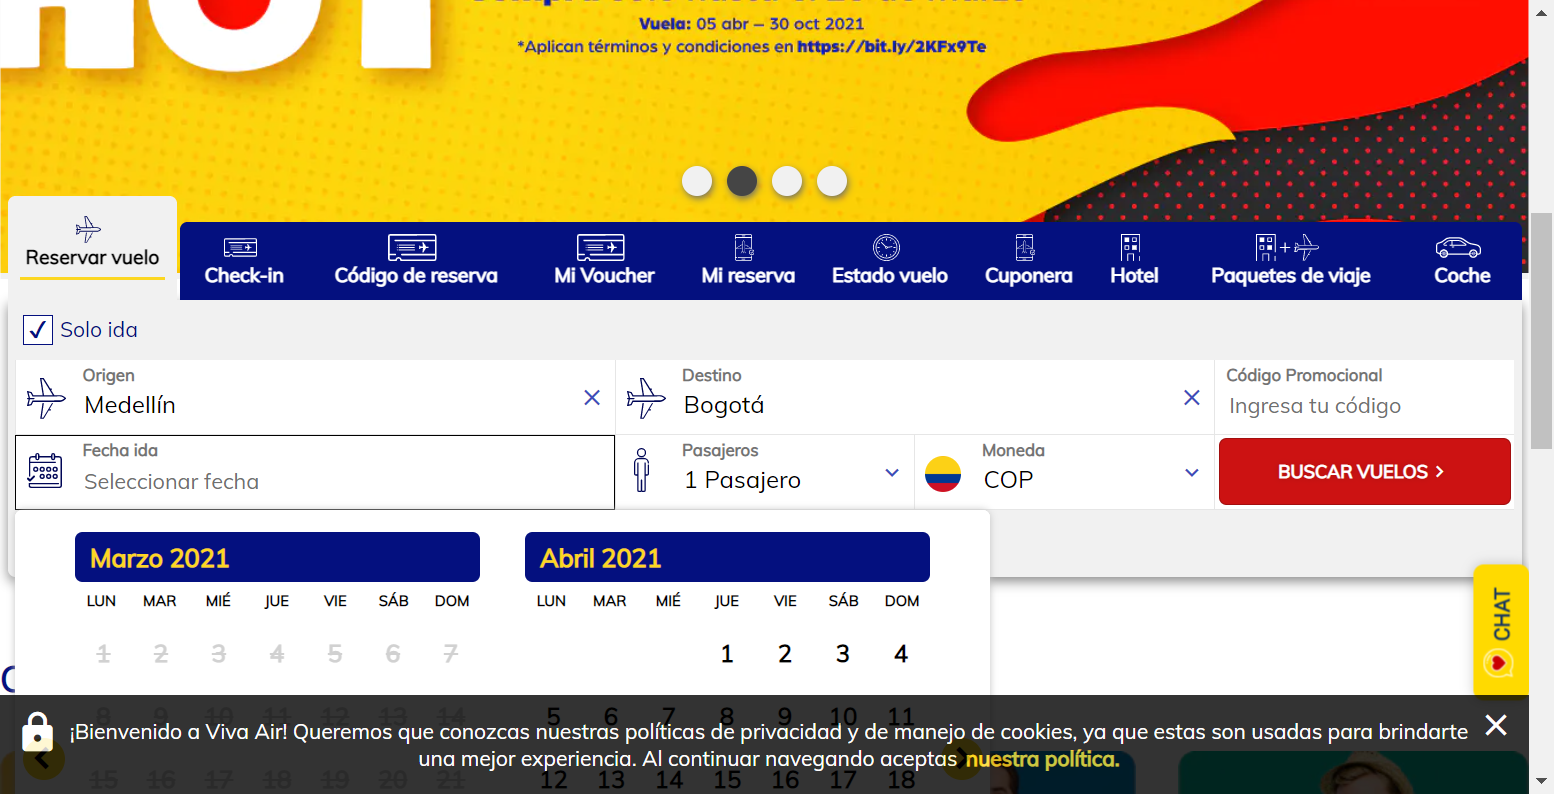 HOT
Vuela: 05 abr – 30 oct 2021
*Aplican términos y condiciones en https://bit.ly/2KFx9Te
Reservar vuelo
Check-in
Código de reserva
Mi Voucher
Mi reserva
Estado vuelo
Cuponera
Hotel
Paquetes de viaje
Coche
Solo ida
Origen
Medellín
Destino
Bogotá
Código Promocional
Ingresa tu código
Fecha ida
Seleccionar fecha
Pasajeros
1 Pasajero
Moneda
COP
BUSCAR VUELOS
Marzo 2021
LUN MAR MIÉ JUE VIE SÁB DOM
1 2 3 4 5 6 7
8 9 10 11 12 13 14
15 16 17 18 19 20 21
Abril 2021
LUN MAR MIÉ JUE VIE SÁB DOM
1 2 3 4
5 6 7 8 9 10 11
12 13 14 15 16 17 18
CHAT
¡Bienvenido a Viva Air! Queremos que conozcas nuestras políticas de privacidad y de manejo de cookies, ya que estas son usadas para brindarte
una mejor experiencia. Al continuar navegando aceptas nuestra política.